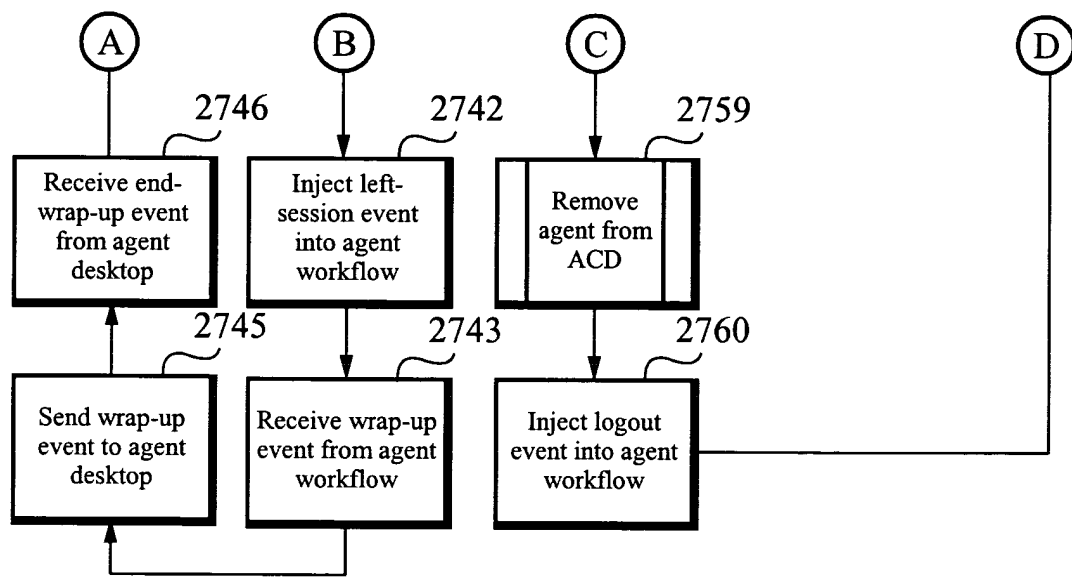 A
B
C
D
2746
Receive end-
wrap-up event
from agent
desktop
2742
Inject left-
session event
into agent
workflow
2759
Remove
agent from
ACD
2745
Send wrap-up
event to agent
desktop
2743
Receive wrap-up
event from agent
workflow
2760
Inject logout
event into agent
workflow